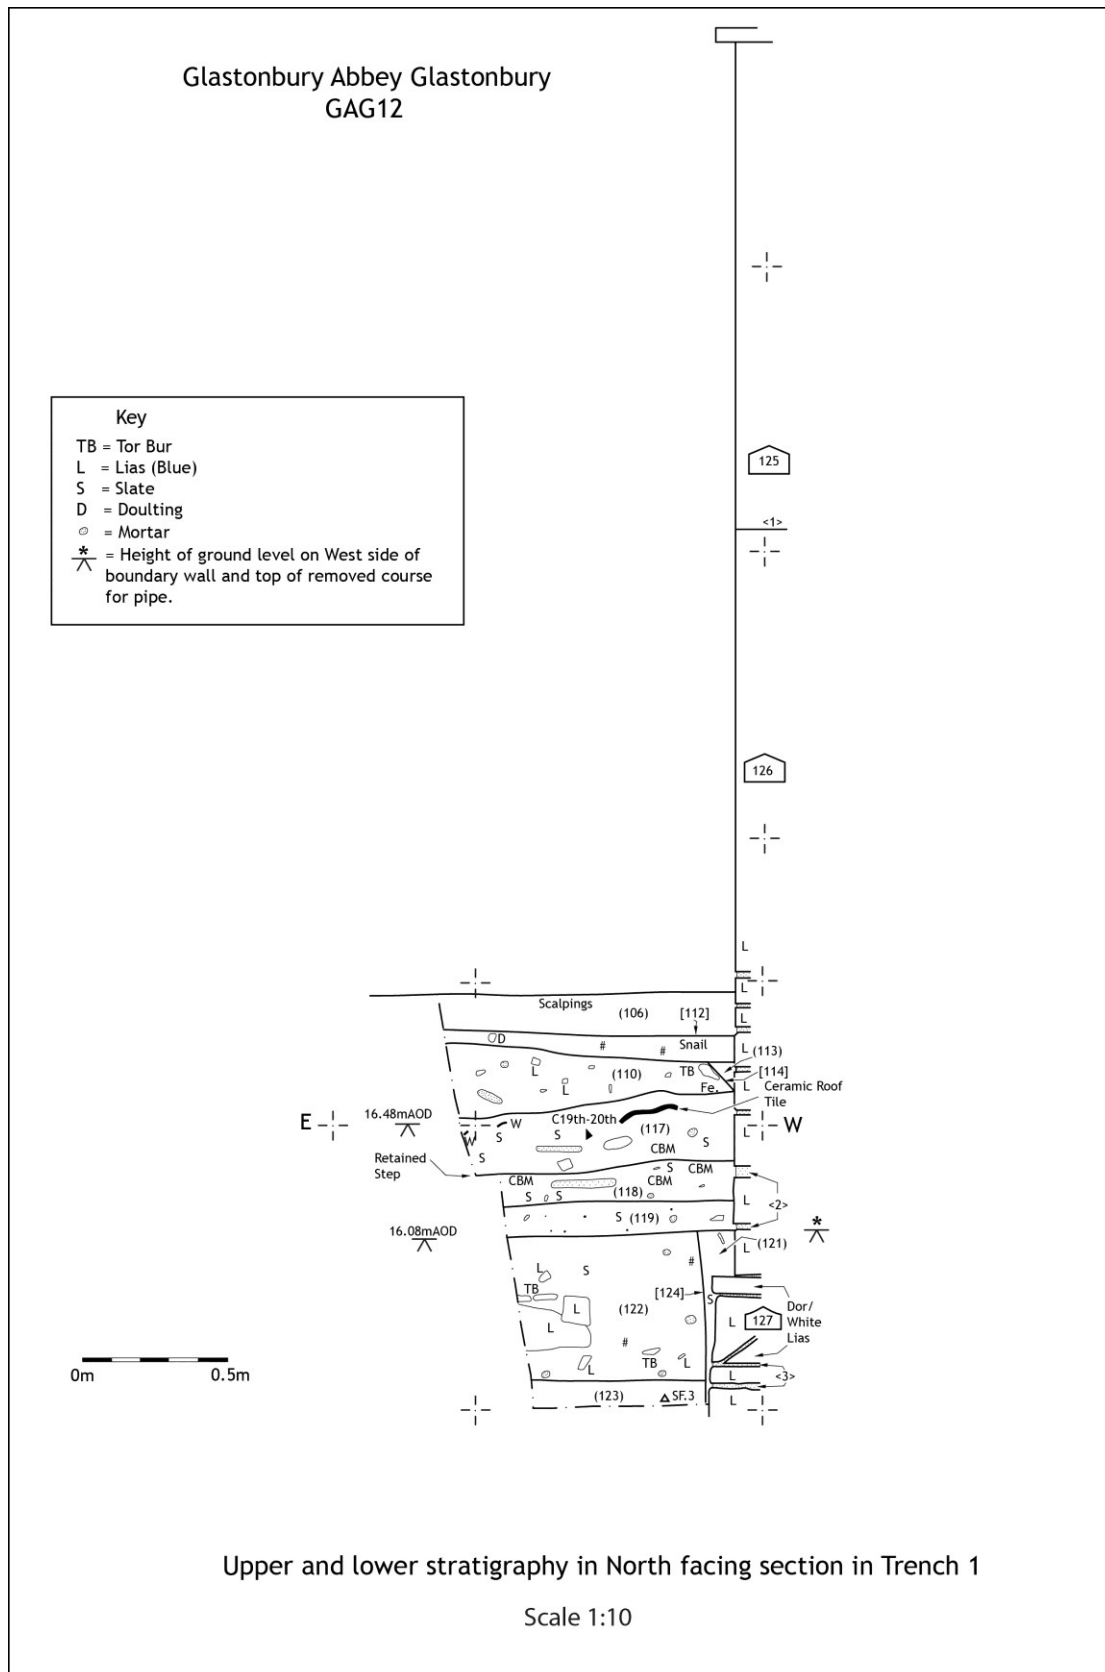 Glastonbury Abbey Glastonbury
GAG12
Key
TB = Tor Bur
L = Lias (Blue)
S = Slate
D = Doulting
= Mortar
* = Height of ground level on West side of
boundary wall and top of removed course
for pipe.
125
<1>
126
L
L
Scalpings
(106)
[112]
L
D
#
#
Snail
L
(113)
L
(110)
TB
[114]
L
Fe.
L
Ceramic Roof
Tile
E
16.48mAOD
W
C19th-20th
(117)
L
W
W
S
S
S
CBM
Retained
Step
S
CBM
S
CBM
S
S
(118)
L
<2>
S
(119)
16.08mAOD
*
(121)
L
L
S
#
TB
[124]
S
L
(122)
L
127
Dor/
White
Lias
L
#
TB
L
L
0m
0.5m
L
<3>
(123)
SF.3
L
Upper and lower stratigraphy in North facing section in Trench 1
Scale 1:10